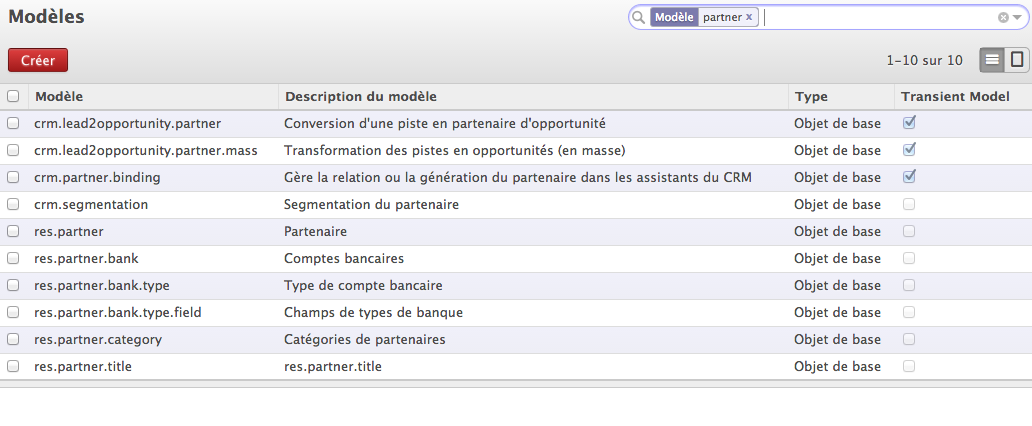 Modèles
Modèle partner x
Créer
1-10 sur 10
Modèle Description du modèle Type Transient Model
crm.lead2opportunity.partner Conversion d'une piste en partenaire d'opportunité Objet de base
crm.lead2opportunity.partner.mass Transformation des pistes en opportunités (en masse) Objet de base
crm.partner.binding Gère la relation ou la génération du partenaire dans les assistants du CRM Objet de base
crm.segmentation Segmentation du partenaire Objet de base
res.partner Partenaire Objet de base
res.partner.bank Comptes bancaires Objet de base
res.partner.bank.type Type de compte bancaire Objet de base
res.partner.bank.type.field Champs de types de banque Objet de base
res.partner.category Catégories de partenaires Objet de base
res.partner.title res.partner.title Objet de base